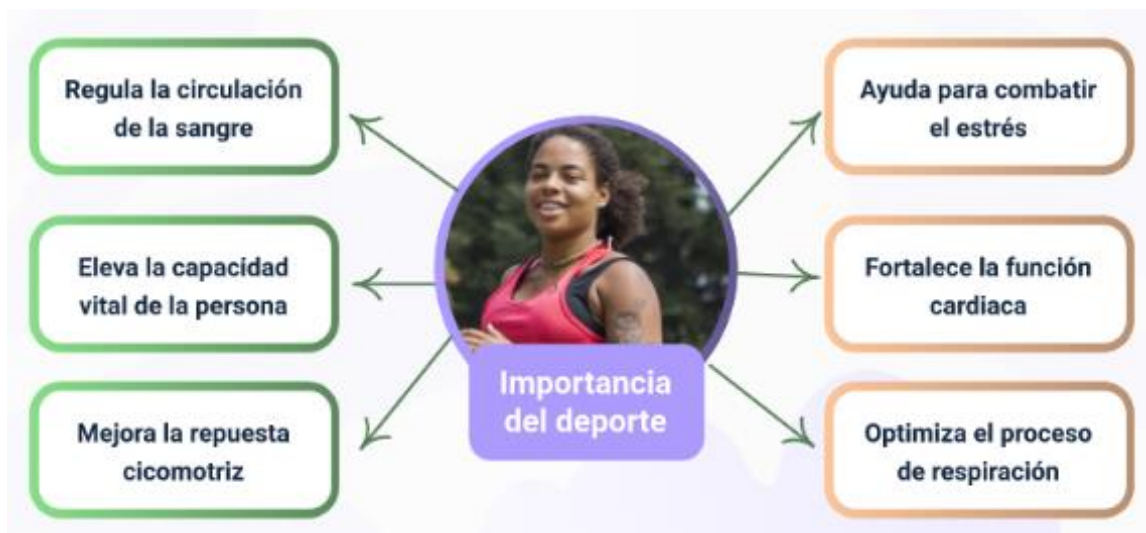 Regula la circulación
de la sangre
Eleva la capacidad
vital de la persona
Mejora la repuesta
cicomotriz
Importancia
del deporte
Ayuda para combatir
el estrés
Fortalece la función
cardiaca
Optimiza el proceso
de respiración